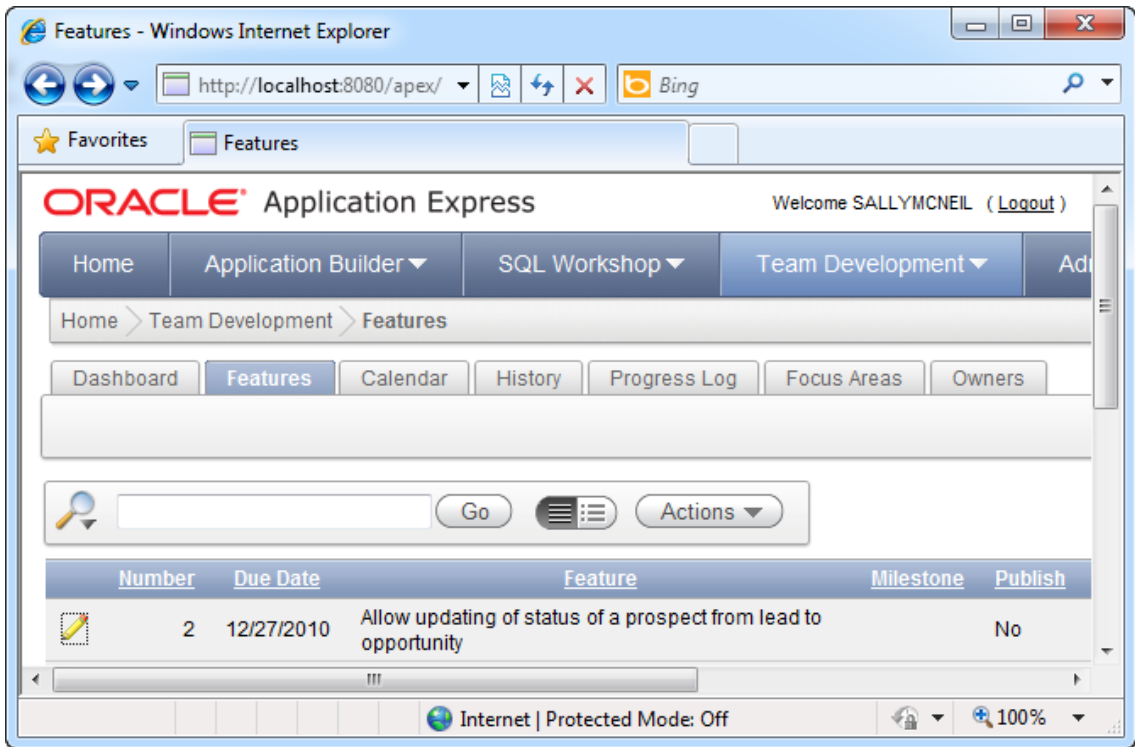 Features - Windows Internet Explorer
http://localhost:8080/apex/
Bing
Favorites
Features
ORACLE Application Express
Welcome SALLYMCNEIL ( Logout )
Home Application Builder SQL Workshop Team Development Ad
Home Team Development Features
Dashboard Features Calendar History Progress Log Focus Areas Owners
Go Actions
Number Due Date Feature Milestone Publish
2 12/27/2010 Allow updating of status of a prospect from lead to
opportunity
No
Internet | Protected Mode: Off 100%